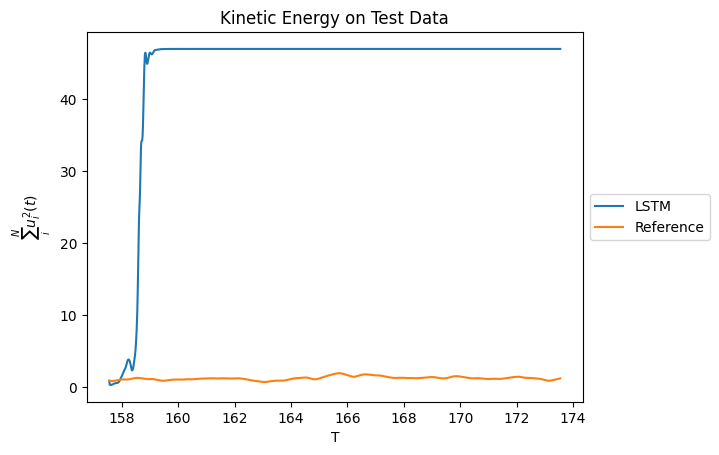 Kinetic Energy on Test Data
40
30
20
10
0
158 160 162 164 166 168 170 172 174
T
$\sum_i^N u_i^2(t)$
LSTM
Reference